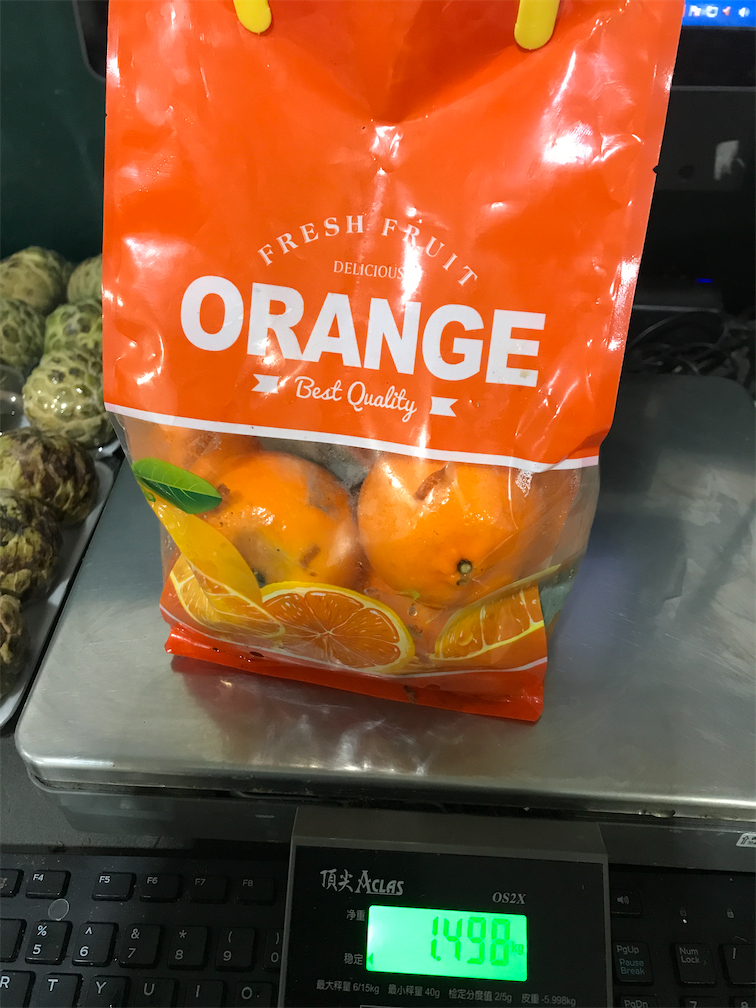 FRESH FRUIT
DELICIOUS
ORANGE
Best Quality
頂尖 ACLAS
OS2X
净重
1.498 kg
稳定
最大秤量 6/15kg 最小秤量 40g 检定分度值 2/5g 皮重 -5.998kg
F4 F5 F6 F7 F8
% 5 ^ 6 & 7 * 8 ( 9 0
R T Y U I O
PgUp
Pause
Break
Num
Lock
PgDn
7